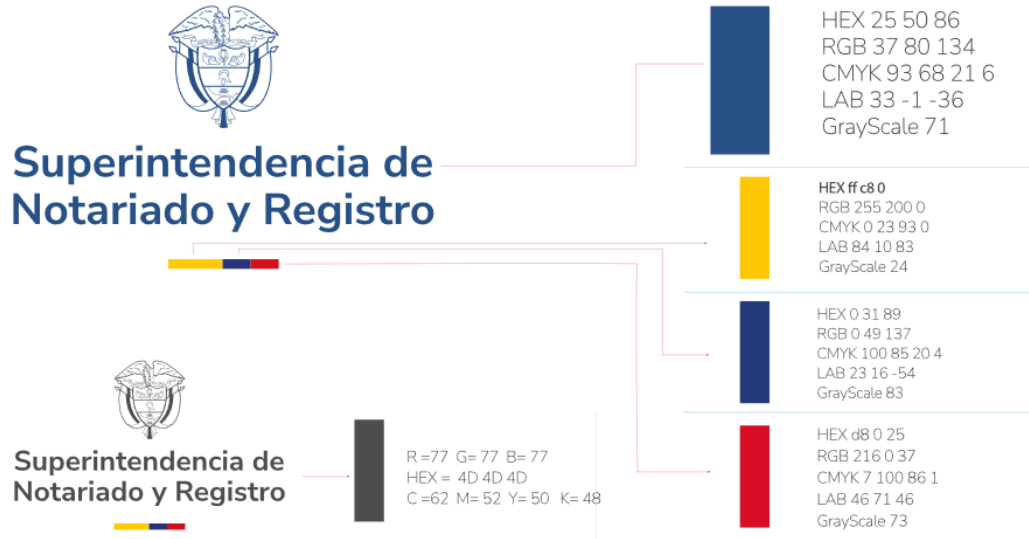 Superintendencia de
Notariado y Registro
HEX 25 50 86
RGB 37 80 134
CMYK 93 68 21 6
LAB 33 -1 -36
GrayScale 71
HEX ff c8 0
RGB 255 200 0
CMYK 0 23 93 0
LAB 84 10 83
GrayScale 24
HEX 0 31 89
RGB 0 49 137
CMYK 100 85 20 4
LAB 23 16 -54
GrayScale 83
HEX d8 0 25
RGB 216 0 37
CMYK 7 100 86 1
LAB 46 71 46
GrayScale 73
Superintendencia de
Notariado y Registro
R =77 G= 77 B= 77
HEX = 4D 4D 4D
C =62 M= 52 Y= 50 K= 48